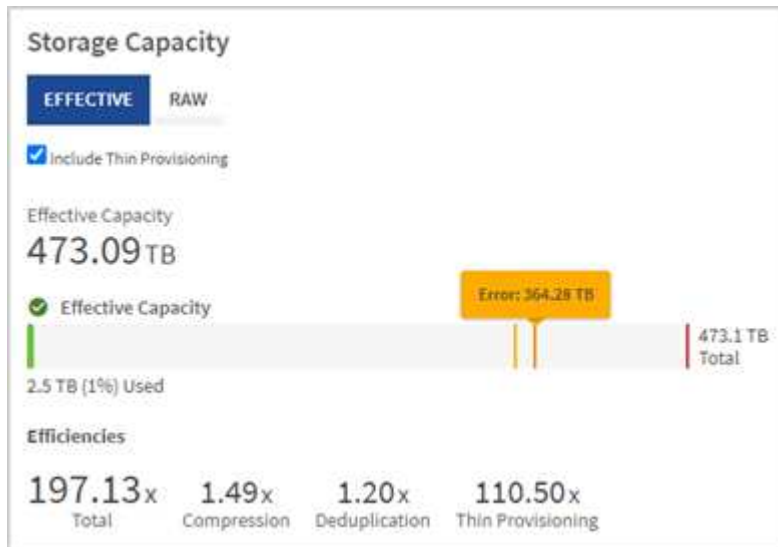 Storage Capacity
EFFECTIVE RAW
Include Thin Provisioning
Effective Capacity
473.09 TB
Error: 364.28 TB
Effective Capacity
473.1 TB
Total
2.5 TB (1%) Used
Efficiencies
197.13x 1.49x 1.20x 110.50x
Total Compression Deduplication Thin Provisioning